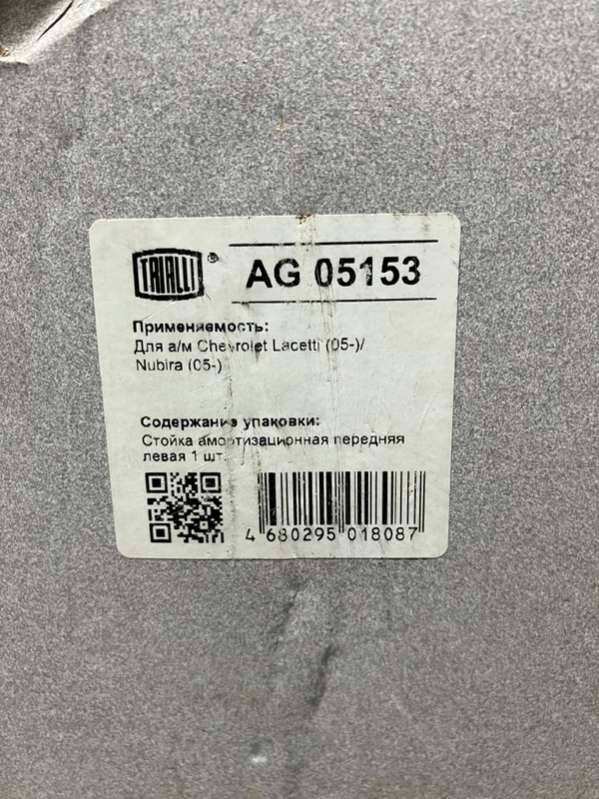 TRIALLI ®
AG 05153
Применяемость:
Для а/м Chevrolet Lacetti (05-)/
Nubira (05-)
Содержание упаковки:
Стойка амортизационная передняя
левая 1 шт.
4 680295 018087